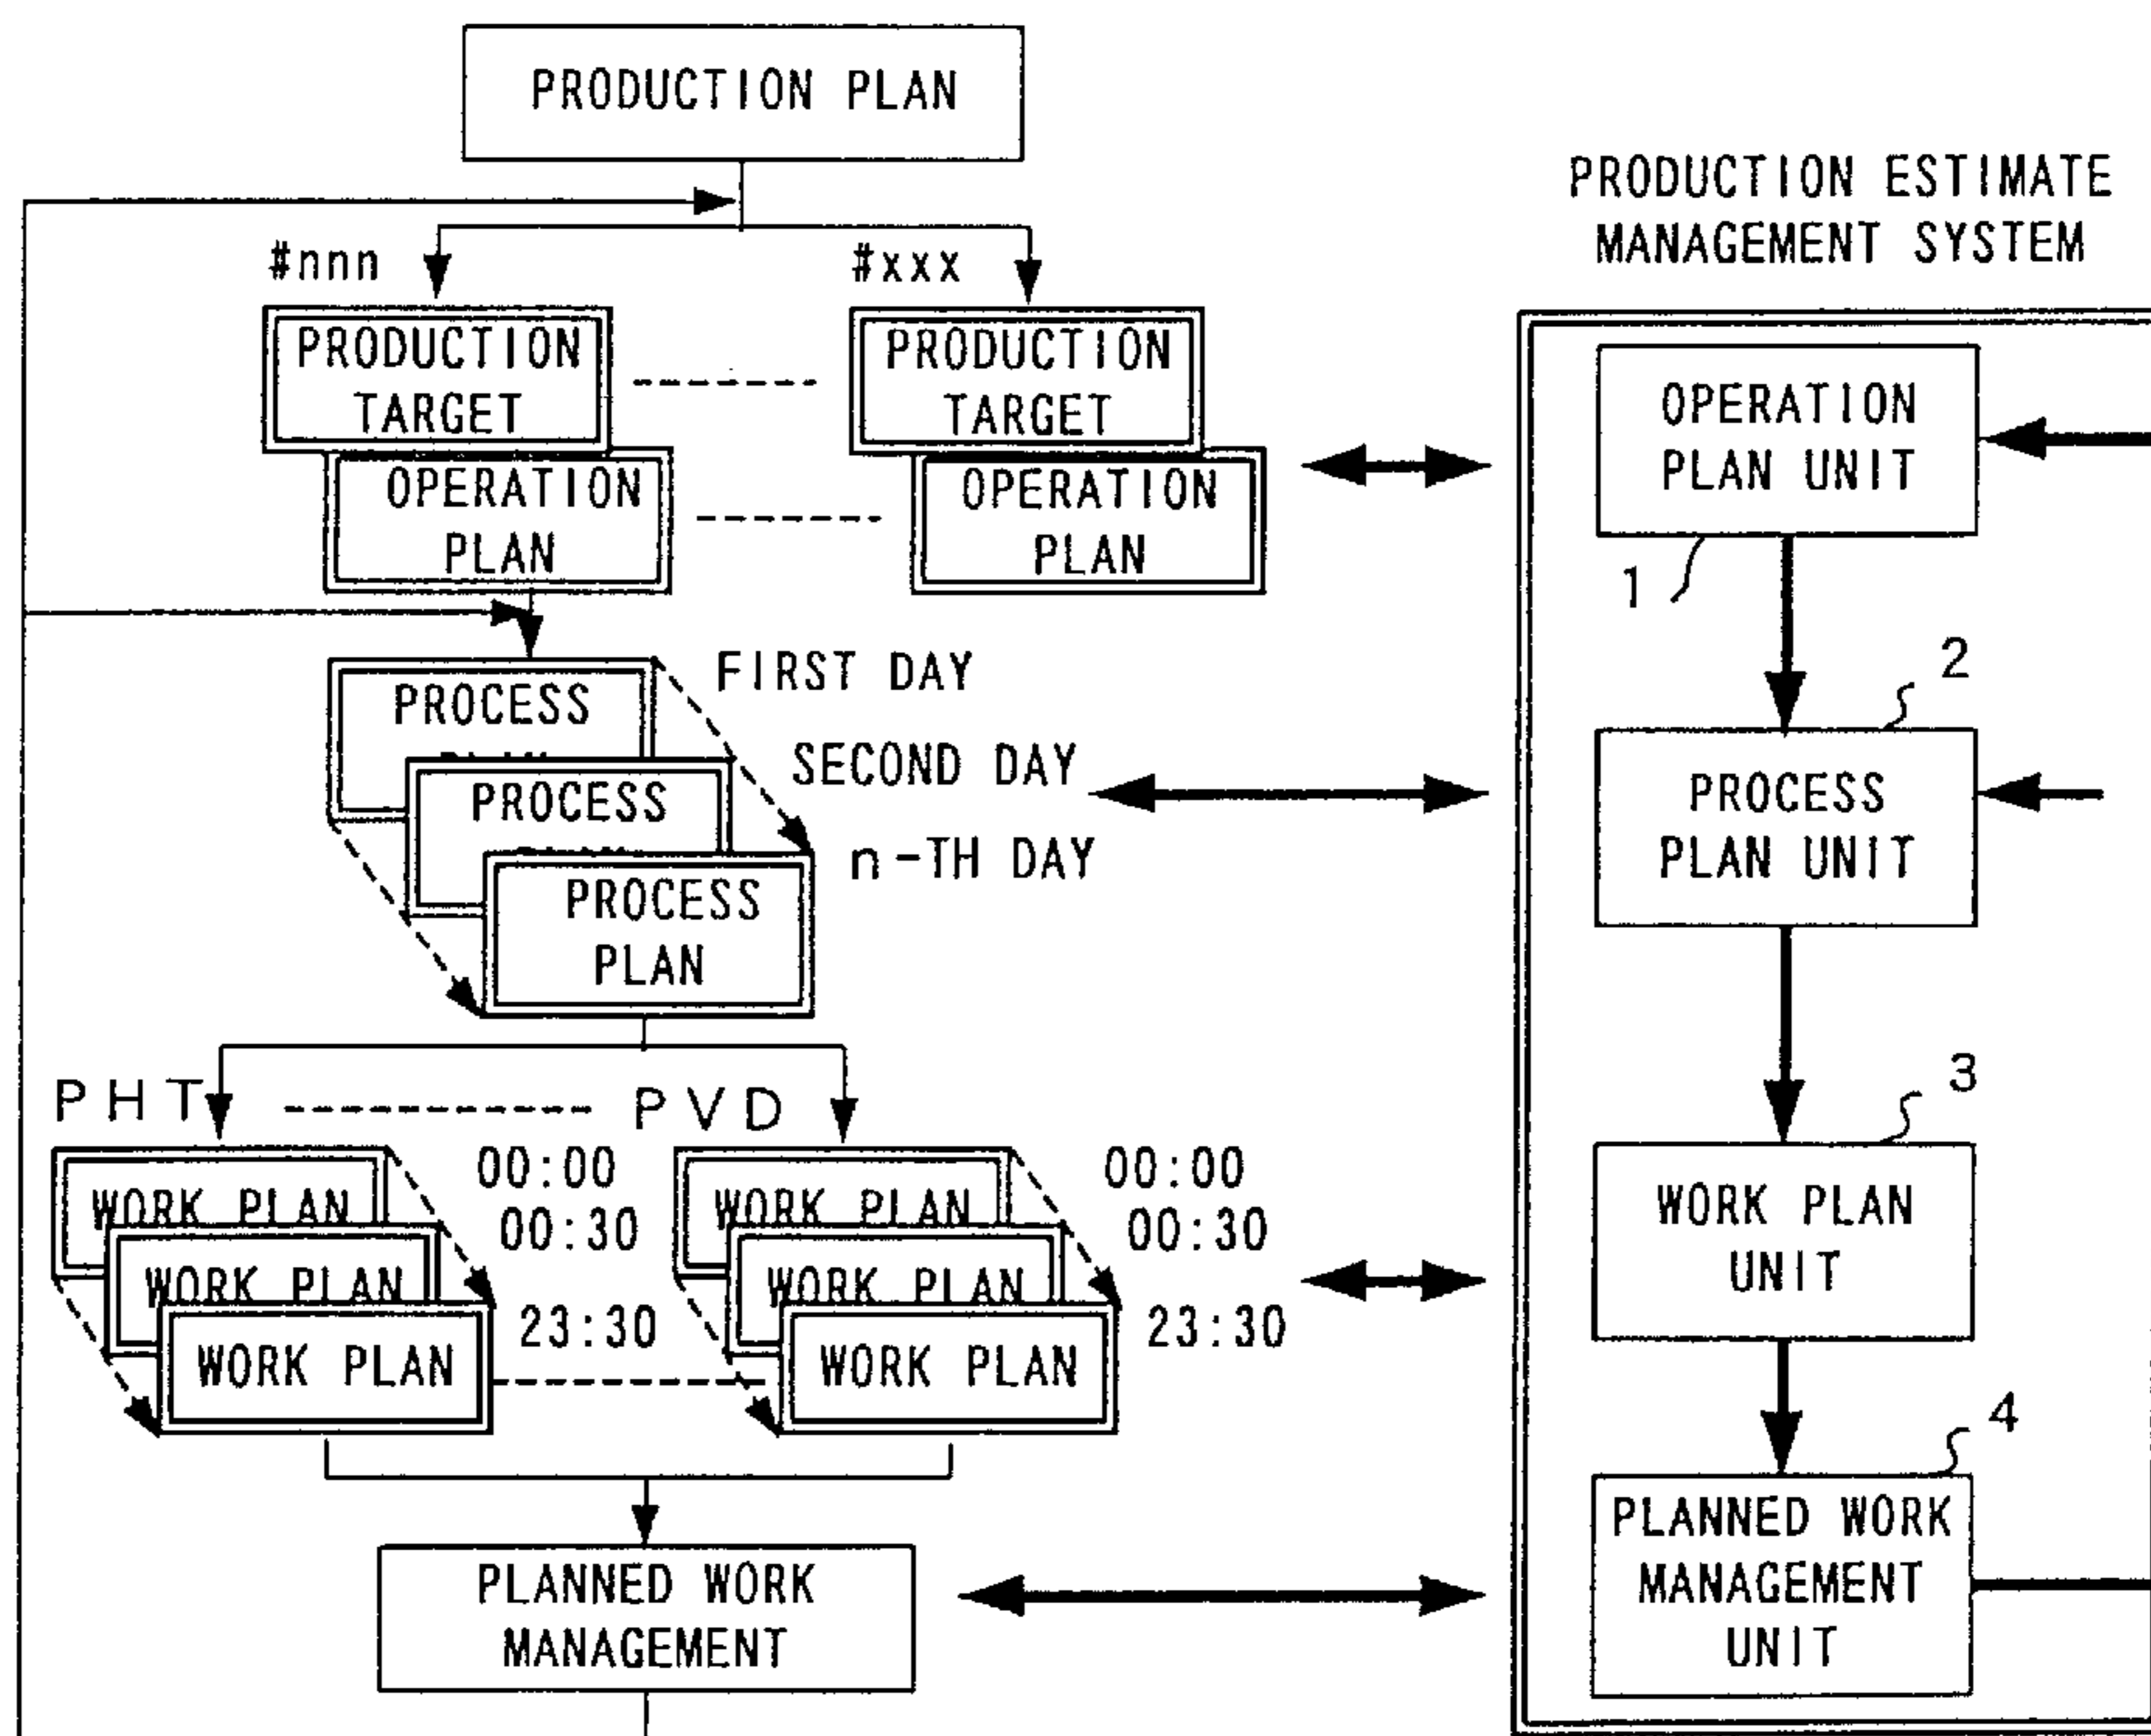 PRODUCTION PLAN
PRODUCTION ESTIMATE
MANAGEMENT SYSTEM
#nnn
#xxx
PRODUCTION
TARGET
PRODUCTION
TARGET
OPERATION
PLAN
OPERATION
PLAN
OPERATION
PLAN UNIT
1
FIRST DAY
SECOND DAY
n-TH DAY
PROCESS
PROCESS
PROCESS
PLAN
2
PROCESS
PLAN UNIT
PHT
PVD
00:00
00:30
23:30
00:00
00:30
23:30
WORK PLAN
WORK PLAN
WORK PLAN
WORK PLAN
WORK PLAN
WORK PLAN
3
WORK PLAN
UNIT
4
PLANNED WORK
MANAGEMENT
PLANNED WORK
MANAGEMENT
UNIT